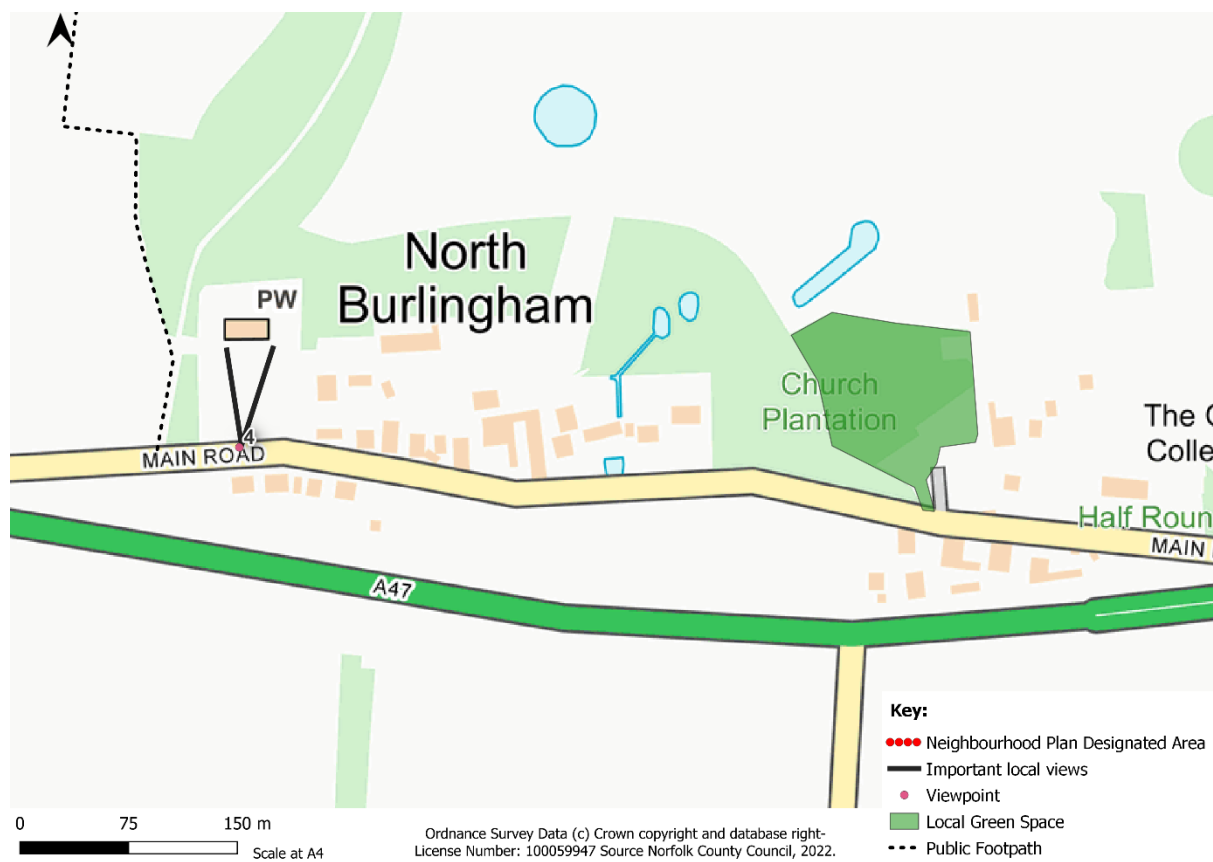 North
Burlingham
PW
Church
Plantation
4
MAIN ROAD
The
Colle
Half Roun
MAIN
A47
Key:
Neighbourhood Plan Designated Area
Important local views
Viewpoint
Local Green Space
Public Footpath
0 75 150 m
Scale at A4
Ordnance Survey Data (c) Crown copyright and database right-
License Number: 100059947 Source Norfolk County Council, 2022.